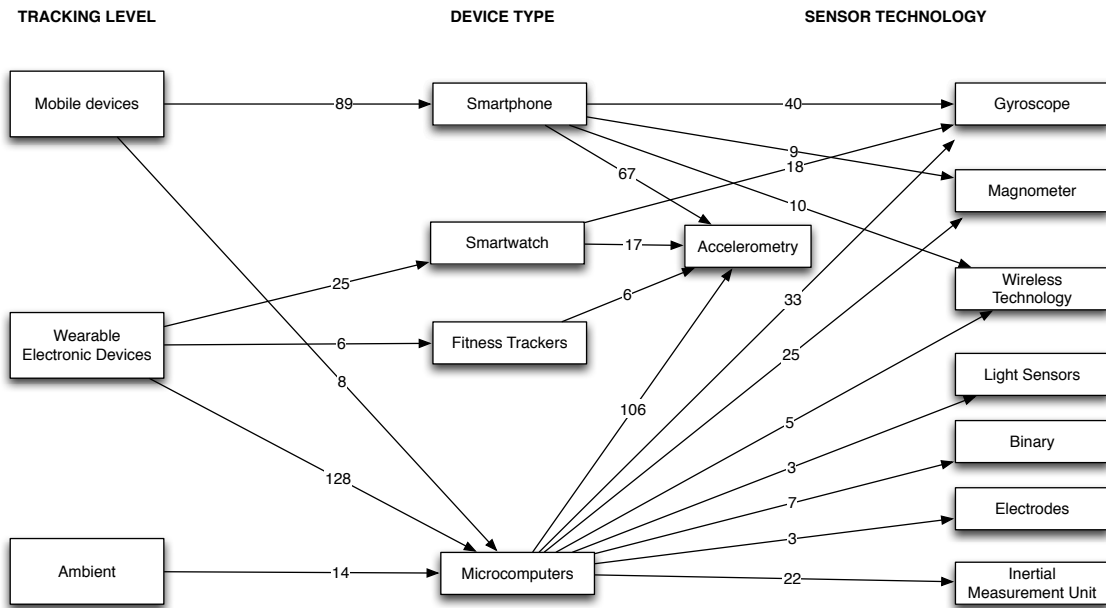 TRACKING LEVEL
DEVICE TYPE
SENSOR TECHNOLOGY
Mobile devices
89
Smartphone
40
Gyroscope
9
18
67
Magnometer
10
Smartwatch
17
Accelerometry
25
Wireless
Technology
6
33
Wearable
Electronic Devices
6
Fitness Trackers
25
8
Light Sensors
106
5
Binary
3
128
7
Electrodes
3
Ambient
14
Microcomputers
22
Inertial
Measurement Unit